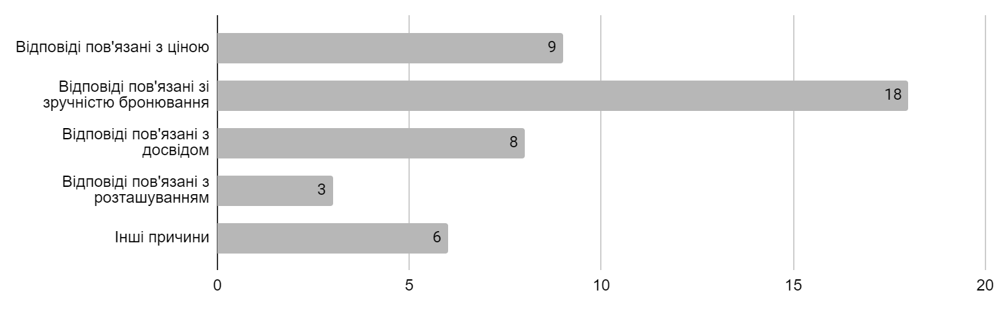 Відповіді пов'язані з ціною
9
Відповіді пов'язані зі
зручністю бронювання
18
Відповіді пов'язані з
досвідом
8
Відповіді пов'язані з
розташуванням
3
Інші причини
6
0 5 10 15 20